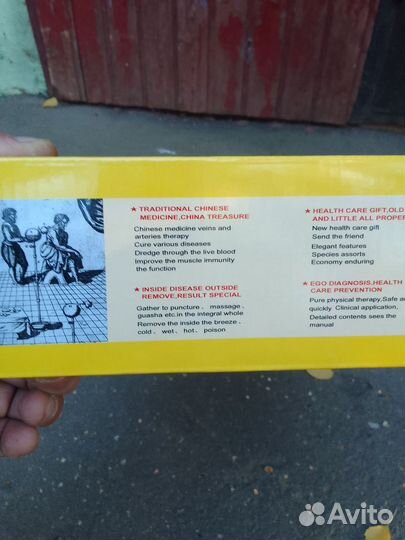 ★ TRADITIONAL CHINESE
MEDICINE,CHINA TREASURE
Chinese medicine veins and
arteries therapy
Cure various diseases
Dredge through the live blood
Improve the muscle immunity
the function
★ INSIDE DISEASE OUTSIDE
REMOVE,RESULT SPECIAL
Gather to puncture、massage、
guasha etc.in the integral whole
Remove the inside the breeze、
cold、wet、hot、poison
★ HEALTH CARE GIFT,OLD
AND LITTLE ALL PROPER
New health care gift
Send the friend
Elegant features
Species assorts
Economy enduring
★ EGO DIAGNOSIS,HEALTH
CARE PREVENTION
Pure physical therapy,Safe a
quickly Clinical application,
Detailed contents sees the
manual
Avito